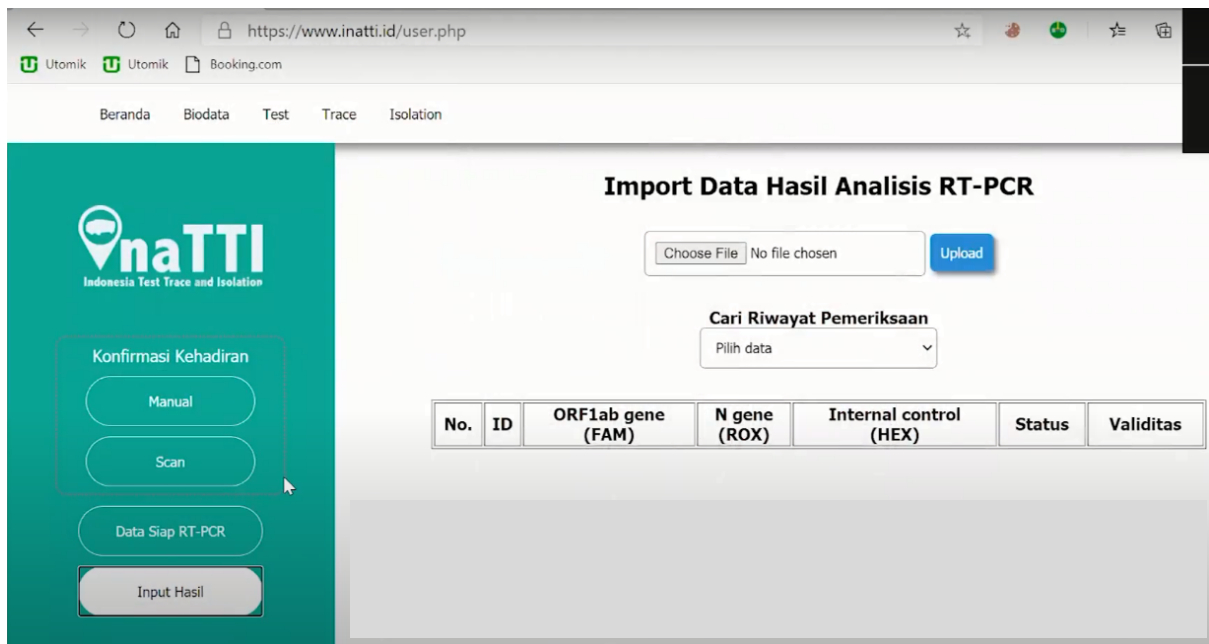 https://www.inatti.id/user.php
Utomik Utomik Booking.com
Beranda Biodata Test Trace Isolation
inaTTI
Indonesia Test Trace and Isolation
Konfirmasi Kehadiran
Manual
Scan
Data Siap RT-PCR
Input Hasil
Import Data Hasil Analisis RT-PCR
Choose File No file chosen Upload
Cari Riwayat Pemeriksaan
Pilih data
No. ID ORF1ab gene (FAM) N gene (ROX) Internal control (HEX) Status Validitas